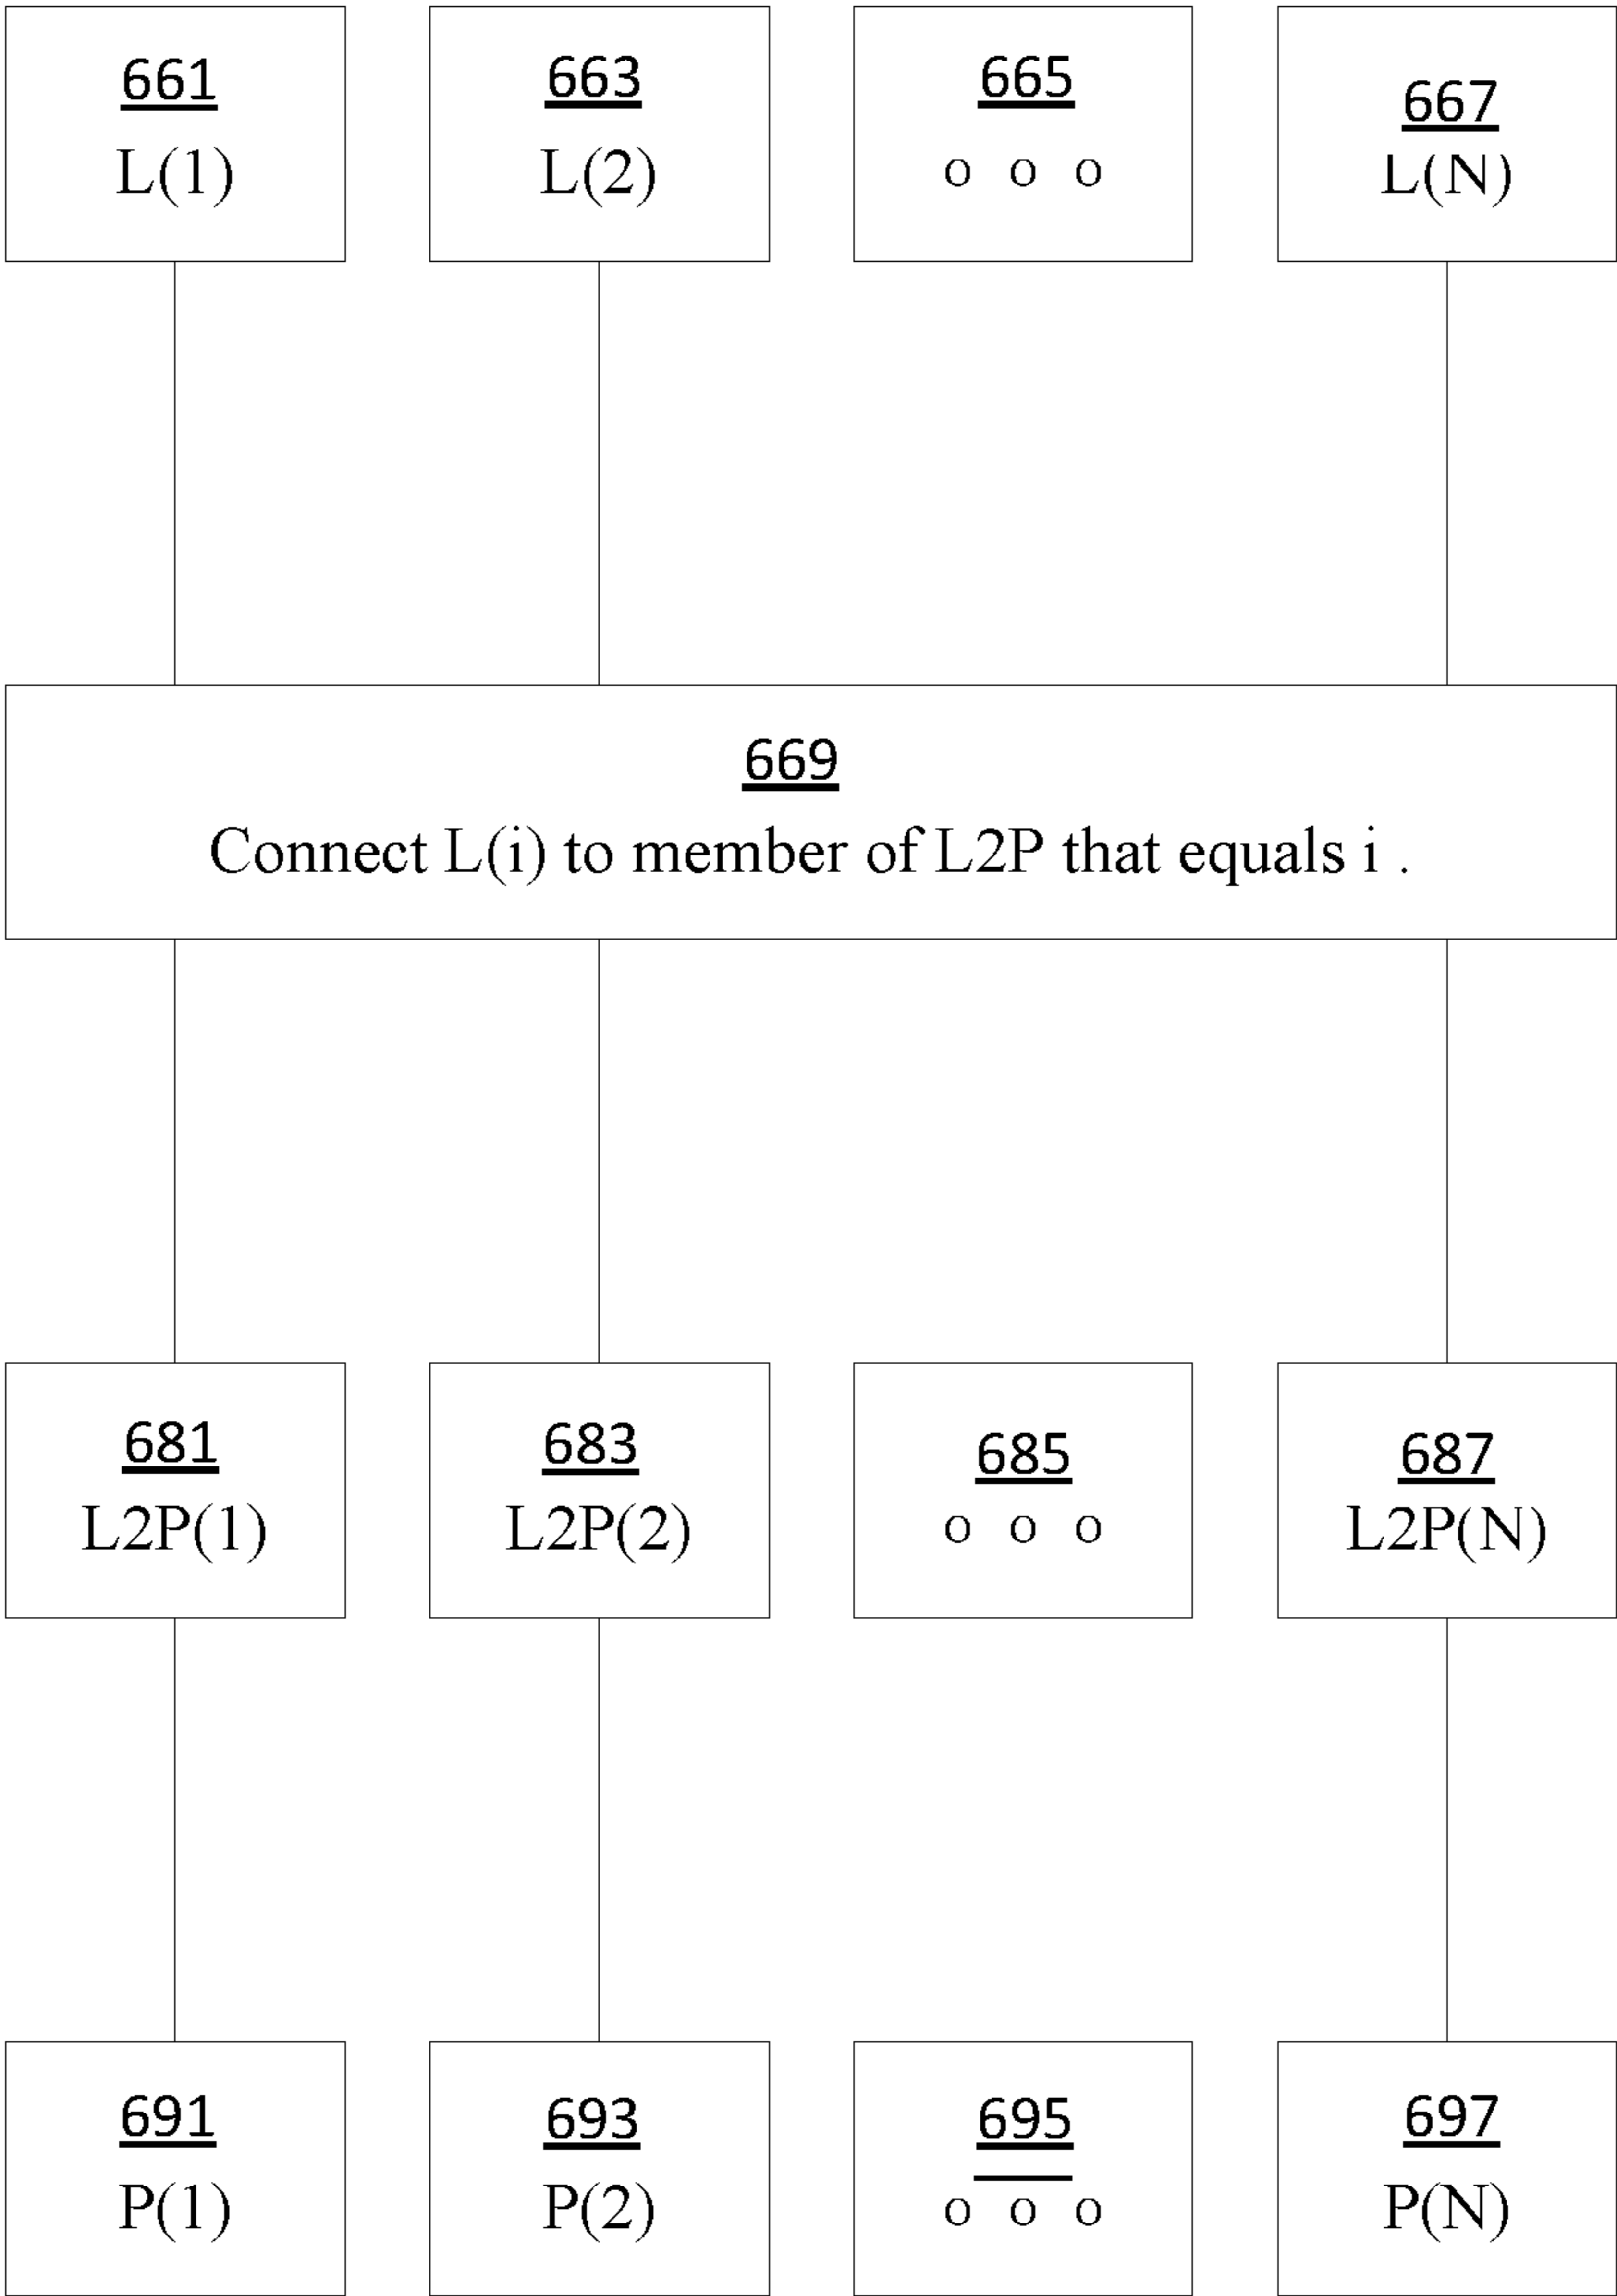 661
L(1)
663
L(2)
665
o o o
667
L(N)
669
Connect L(i) to member of L2P that equals i .
681
L2P(1)
683
L2P(2)
685
o o o
687
L2P(N)
691
P(1)
693
P(2)
695
o o o
697
P(N)